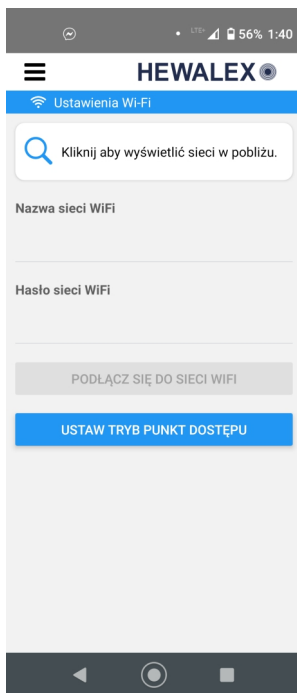 LTE+ 56% 1:40
HEWALEX
Ustawienia Wi-Fi
Kliknij aby wyświetlić sieci w pobliżu.
Nazwa sieci WiFi
Hasło sieci WiFi
PODŁĄCZ SIĘ DO SIECI WIFI
USTAW TRYB PUNKT DOSTĘPU